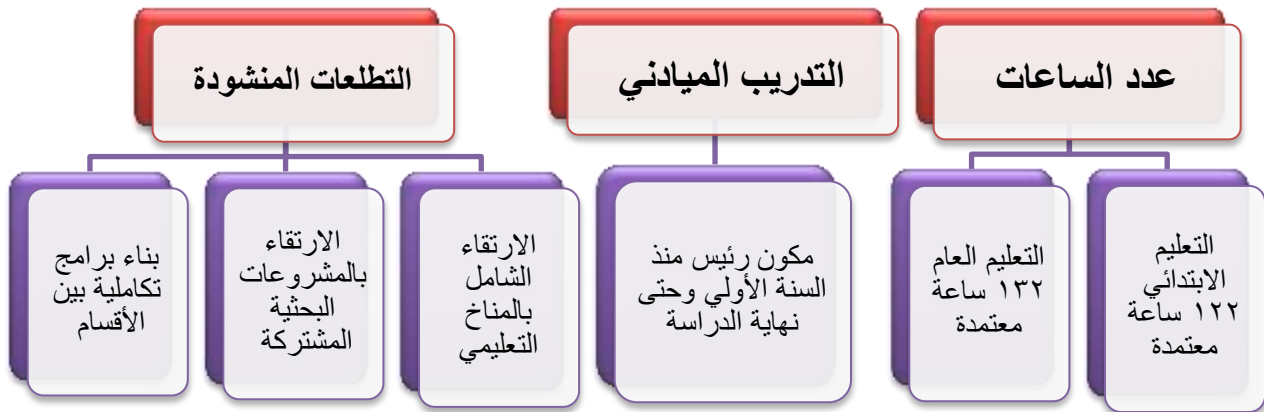 عدد الساعات
التعليم
الابتدائي
١٢٢ ساعة
معتمدة
التعليم العام
١٣٢ ساعة
معتمدة
التدريب الميادني
مكون رئيس منذ
السنة الأولي وحتى
نهاية الدراسة
التطلعات المنشودة
الارتقاء
الشامل
بالمناخ
التعليمي
الارتقاء
بالمشروعات
البحثية
المشتركة
بناء برامج
تكاملية بين
الأقسام